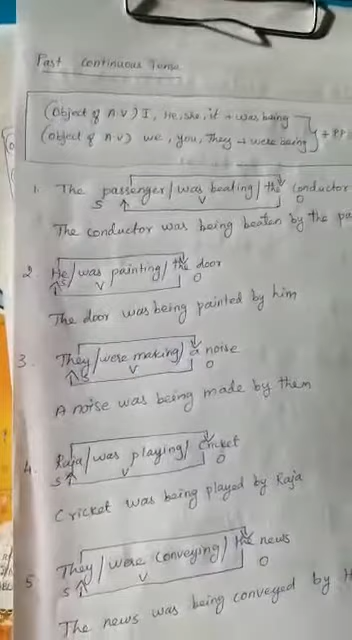 Past Continuous Tense
(Object of A.V) I, He, she, it → was being
(Object of A.V) we, you, They → were being } + PP
1. The passenger / was beating / the conductor
S V O
The conductor was being beaten by the pa
2. He / was painting / the door
S V O
The door was being painted by him
3. They / were making / a noise
S V O
A noise was being made by them
4. Raja / was playing / cricket
S V O
Cricket was being played by Raja
5. They / were conveying / the news
S V O
The news was being conveyed by